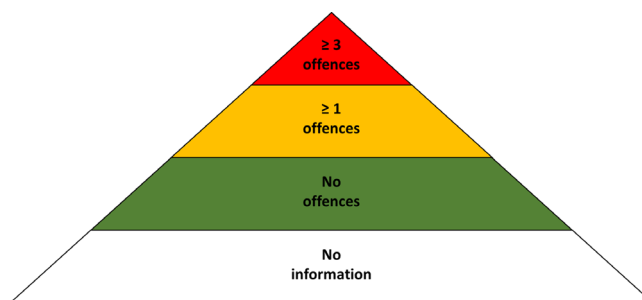 ≥ 3
offences
≥ 1
offences
No
offences
No
information